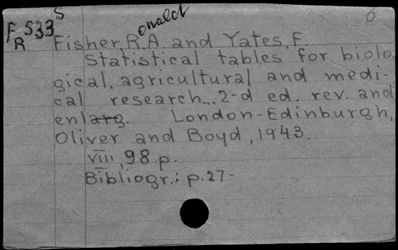 S
F 533
R
onald
6
Fisher, R.A. and Yates, F
Statistical tables for biolo
gical, agricultural and medi-
cal research... 2-d ed. rev. and
enlarg. London-Edinburgh,
Oliver and Boyd, 1943.
VIII, 98 p.
Bibliogr.: p. 27-